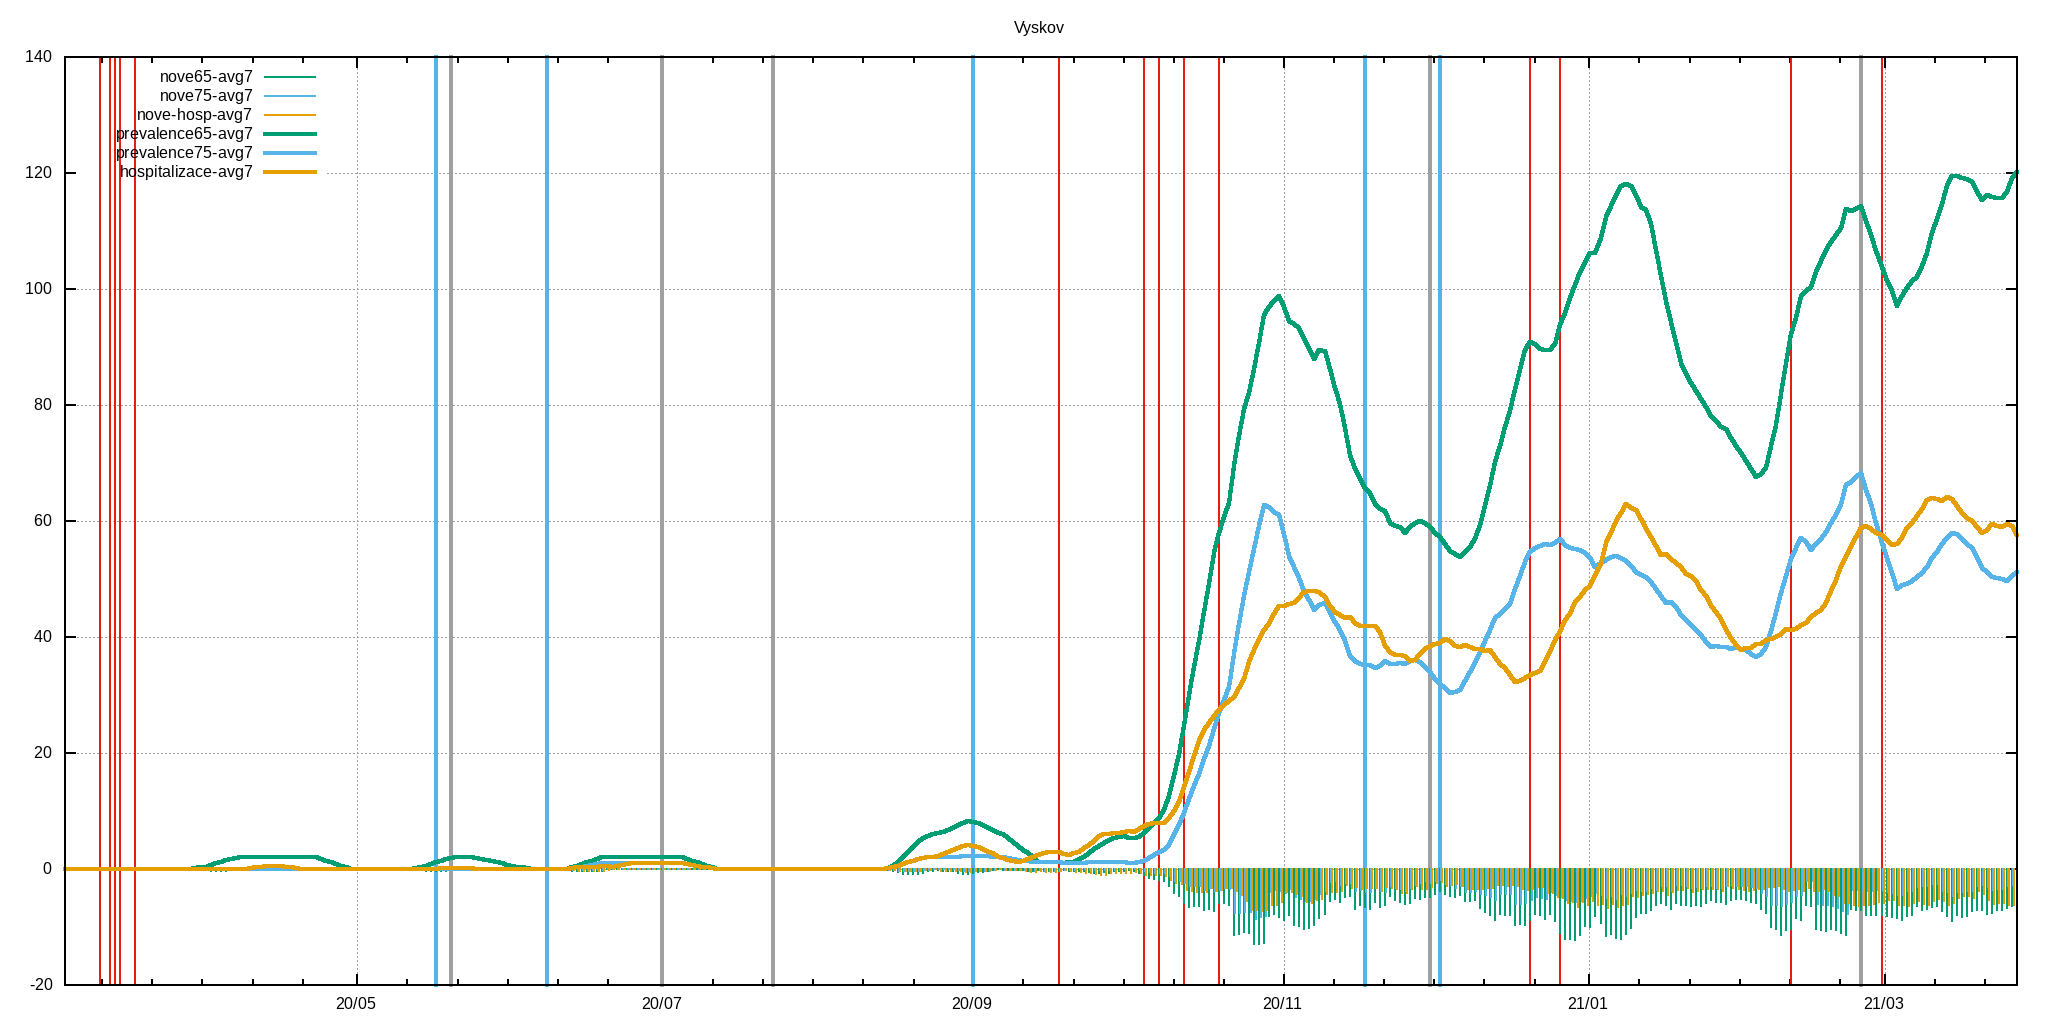 Vyskov
140
120
100
80
60
40
20
0
-20
nove65-avg7
nove75-avg7
nove-hosp-avg7
prevalence65-avg7
prevalence75-avg7
hospitalizace-avg7
20/05
20/07
20/09
20/11
21/01
21/03